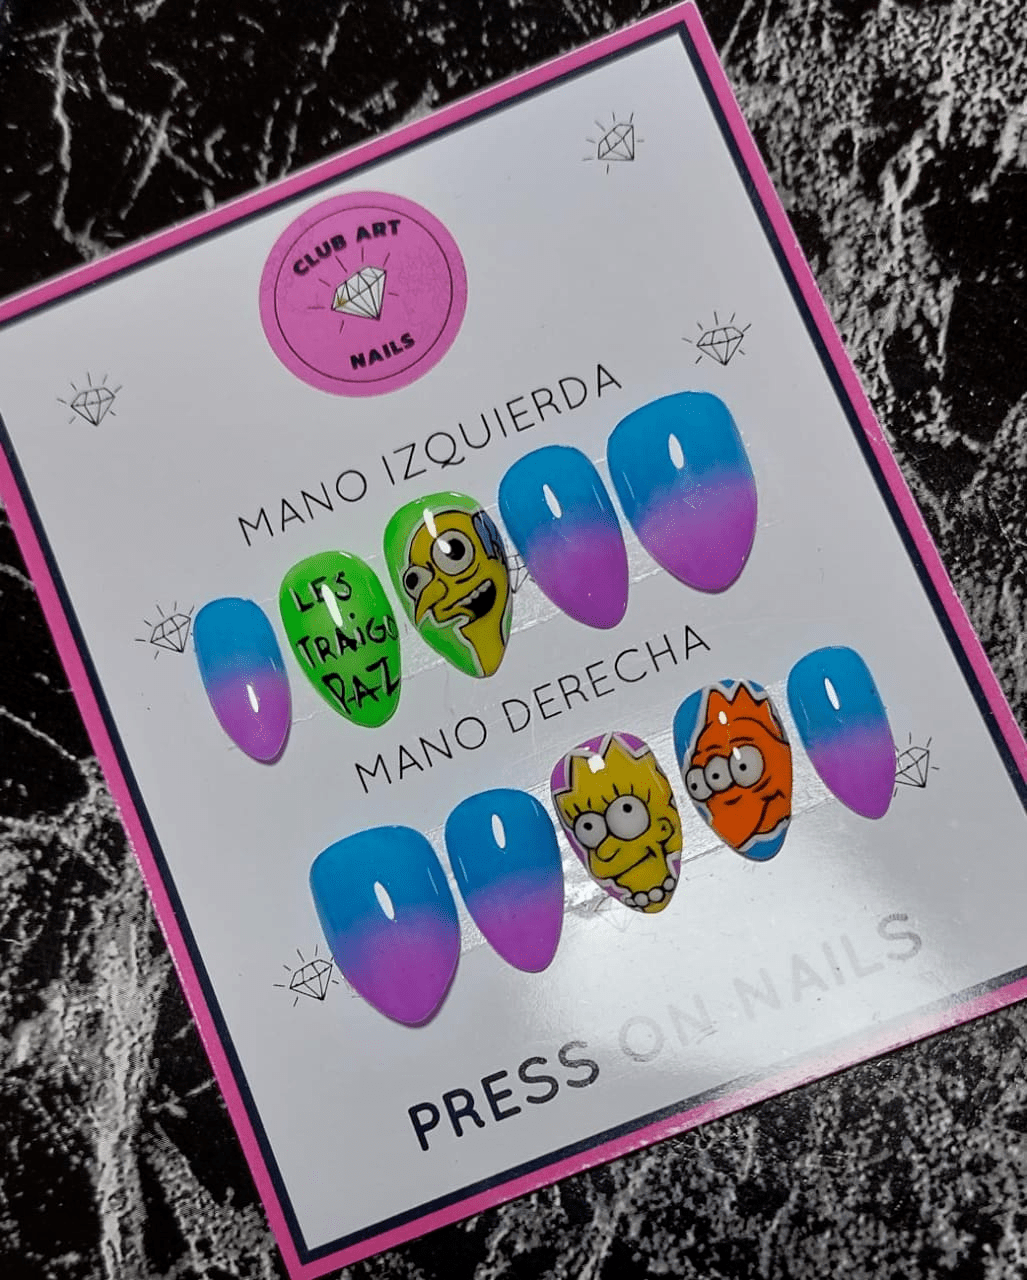 CLUB ART
NAILS
MANO IZQUIERDA
LES
TRAiGO
PAZ
MANO DERECHA
PRESS ON NAILS